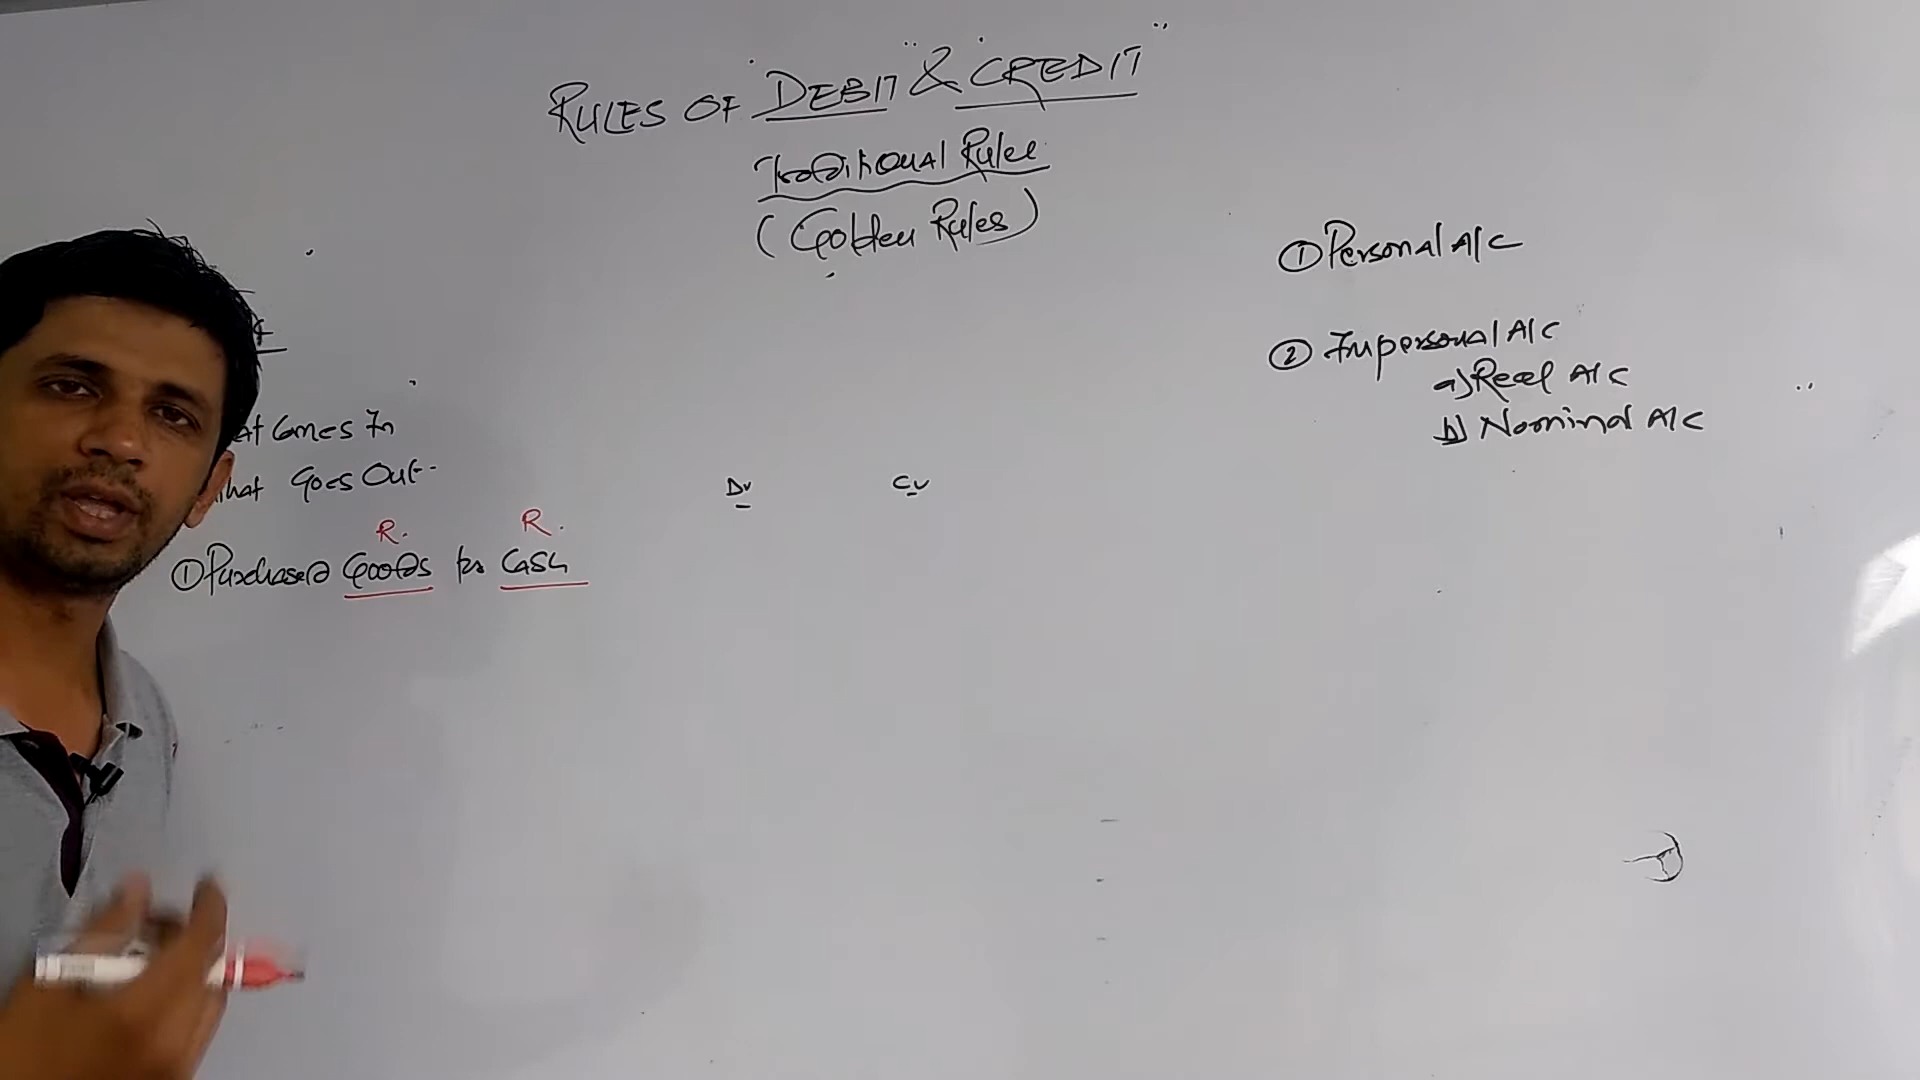 RULES OF "DEBIT" & "CREDIT"
Traditional Rules
(Golden Rules)
① Personal A/c
② Impersonal A/c
a) Real A/c
b) Nominal A/c
Comes In
Goes Out
Dr Cr
R. R.
① Purchased Goods for Cash